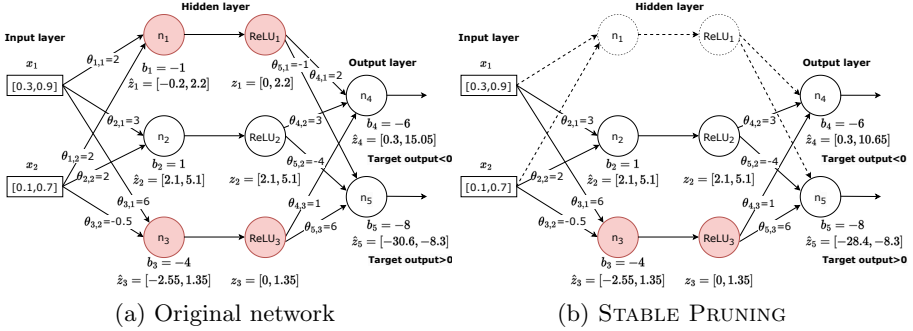 Hidden layer
Input layer
Output layer
x1
[0.3,0.9]
x2
[0.1,0.7]
n1
ReLU1
b1 = −1
ẑ1 = [−0.2, 2.2]
z1 = [0, 2.2]
θ1,1=2
θ2,1=3
θ1,2=2
θ2,2=2
θ3,1=6
θ3,2=-0.5
n2
ReLU2
b2 = 1
ẑ2 = [2.1, 5.1]
z2 = [2.1, 5.1]
n3
ReLU3
b3 = −4
ẑ3 = [−2.55, 1.35]
z3 = [0, 1.35]
θ5,1=-1
θ4,1=2
θ4,2=3
θ5,2=-4
θ4,3=1
θ5,3=6
n4
b4 = −6
ẑ4 = [0.3, 15.05]
Target output<0
n5
b5 = −8
ẑ5 = [−30.6, −8.3]
Target output>0
(a) Original network
Hidden layer
Input layer
Output layer
x1
[0.3,0.9]
x2
[0.1,0.7]
n1
ReLU1
θ2,1=3
θ2,2=2
θ3,1=6
θ3,2=-0.5
n2
ReLU2
b2 = 1
ẑ2 = [2.1, 5.1]
z2 = [2.1, 5.1]
n3
ReLU3
b3 = −4
ẑ3 = [−2.55, 1.35]
z3 = [0, 1.35]
θ4,2=3
θ5,2=-4
θ4,3=1
θ5,3=6
n4
b4 = −6
ẑ4 = [0.3, 10.65]
Target output<0
n5
b5 = −8
ẑ5 = [−28.4, −8.3]
Target output>0
(b) STABLE PRUNING